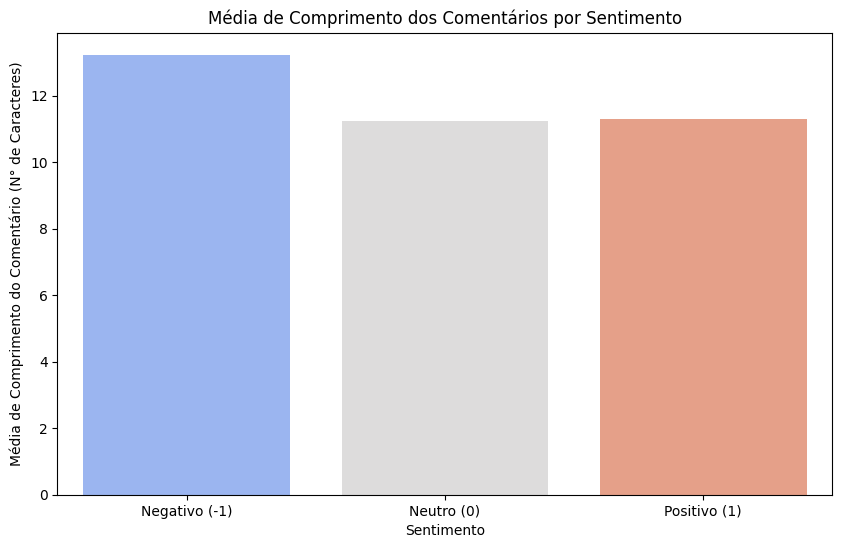 Média de Comprimento dos Comentários por Sentimento
Média de Comprimento do Comentário (N° de Caracteres)
12
10
8
6
4
2
0
Negativo (-1)
Neutro (0)
Positivo (1)
Sentimento